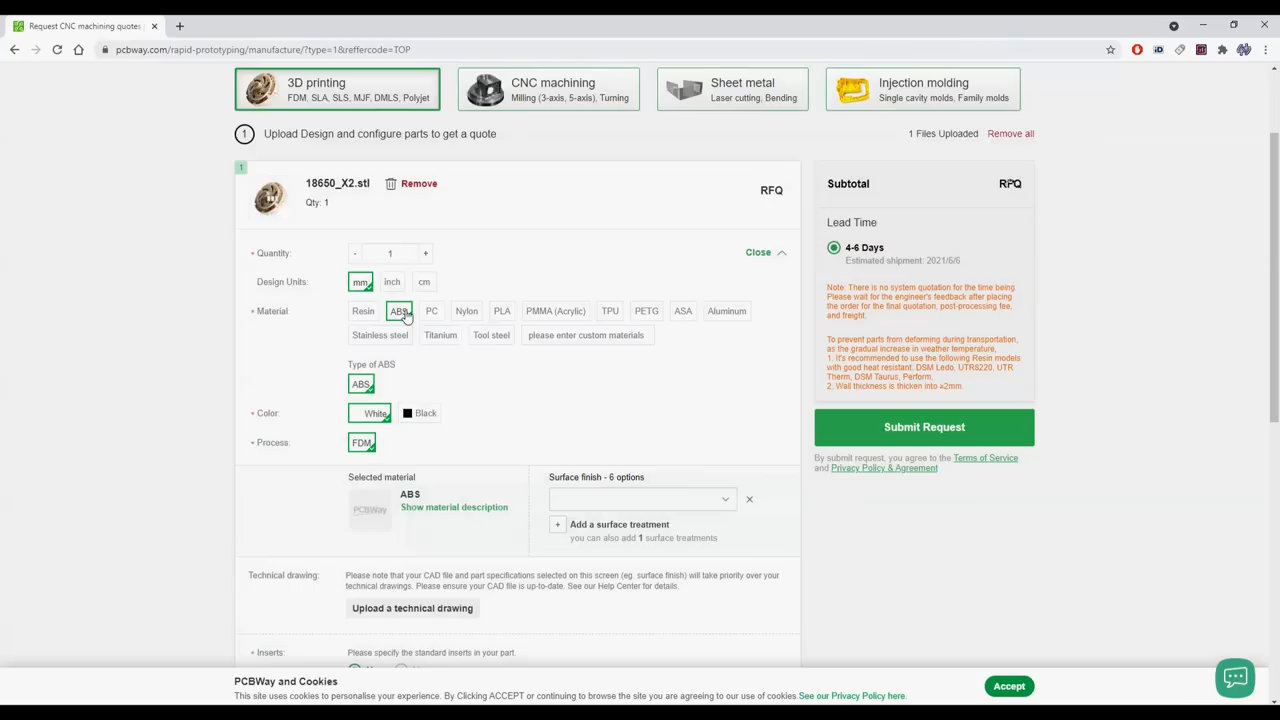 Request CNC machining quotes
pcbway.com/rapid-prototyping/manufacture/?type=1&reffercode=TOP
3D printing
FDM, SLA, SLS, MJF, DMLS, Polyjet
CNC machining
Milling (3-axis, 5-axis), Turning
Sheet metal
Laser cutting, Bending
Injection molding
Single cavity molds, Family molds
1 Upload Design and configure parts to get a quote
1 Files Uploaded Remove all
1
18650_X2.stl Remove
Qty: 1
RFQ
* Quantity: - 1 +
Close
Design Units: mm inch cm
* Material Resin ABS PC Nylon PLA PMMA (Acrylic) TPU PETG ASA Aluminum
Stainless steel Titanium Tool steel please enter custom materials
Type of ABS
ABS
* Color: White Black
* Process: FDM
Selected material
PCBWay
ABS
Show material description
Surface finish - 6 options
+ Add a surface treatment
you can also add 1 surface treatments
Technical drawing: Please note that your CAD file and part specifications selected on this screen (eg. surface finish) will take priority over your
technical drawings. Please ensure your CAD file is up-to-date. See our Help Center for details.
Upload a technical drawing
* Inserts: Please specify the standard inserts in your part.
Subtotal RFQ
Lead Time
4-6 Days
Estimated shipment: 2021/6/6
Note: There is no system quotation for the time being
Please wait for the engineer's feedback after placing
the order for the final quotation, post-processing fee,
and freight.
To prevent parts from deforming during transportation,
as the gradual increase in weather temperature,
1. It's recommended to use the following Resin models
with good heat resistant. DSM Ledo, UTR8220, UTR
Therm, DSM Taurus, Perform.
2. Wall thickness is thicken into ≥2mm.
Submit Request
By submit request, you agree to the Terms of Service
and Privacy Policy & Agreement
PCBWay and Cookies
This site uses cookies to personalise your experience. By Clicking ACCEPT or continuing to browse the site you are agreeing to our use of cookies.See our Privacy Policy here.
Accept